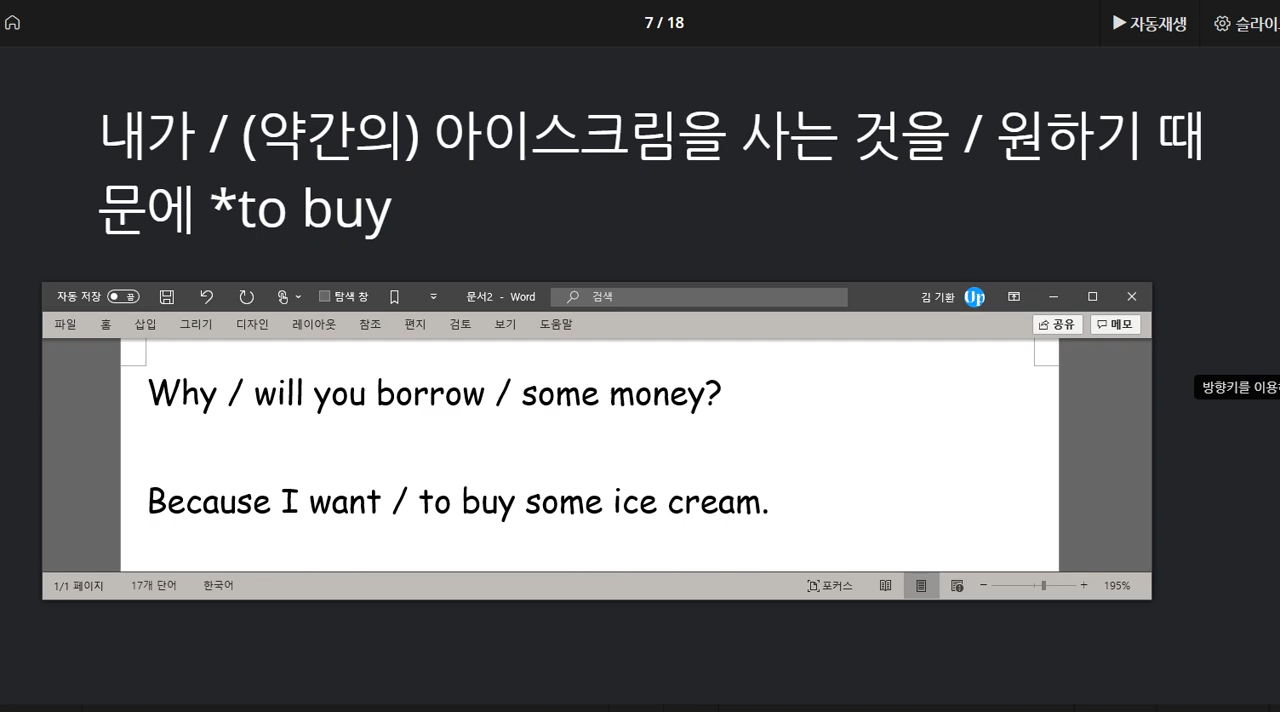 7 / 18
▶ 자동재생
슬라이
내가 / (약간의) 아이스크림을 사는 것을 / 원하기 때
문에 *to buy
자동 저장 끔 탐색 창 문서2 - Word 검색 김 기환 Up
파일 홈 삽입 그리기 디자인 레이아웃 참조 편지 검토 보기 도움말 공유 메모
Why / will you borrow / some money?
방향키를 이용
Because I want / to buy some ice cream.
1/1 페이지 17개 단어 한국어 포커스 - + 195%